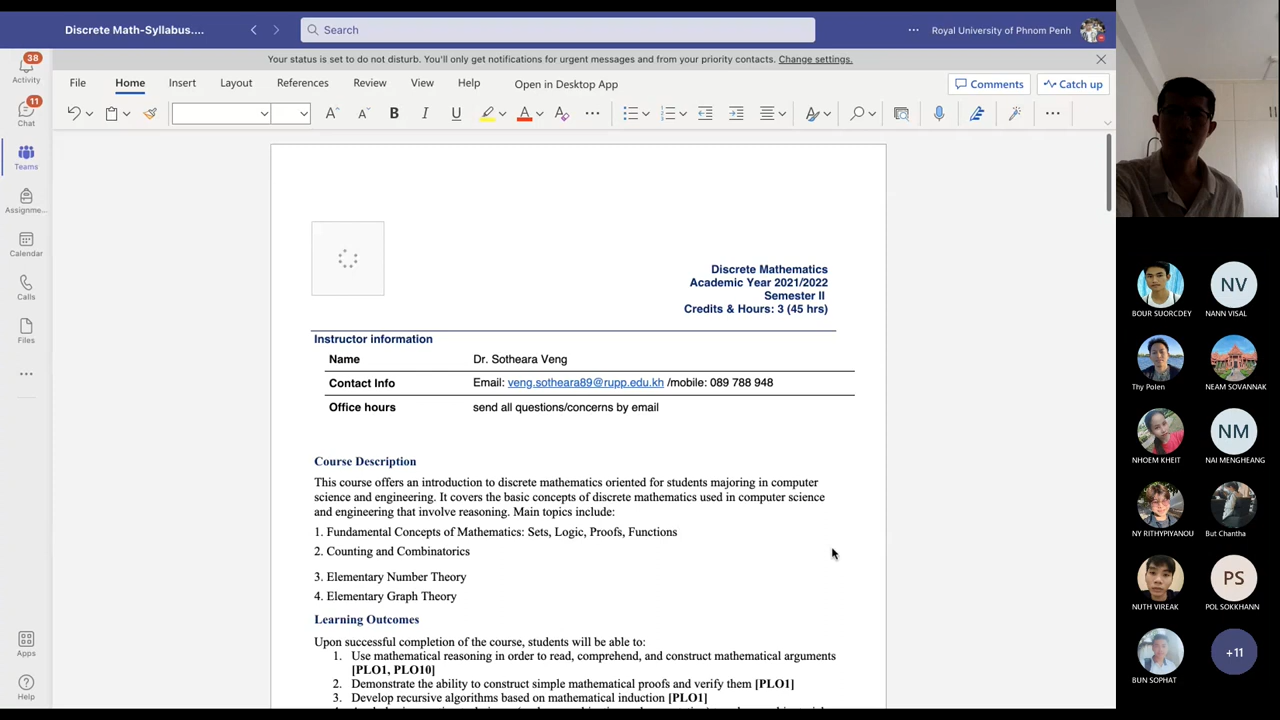 Discrete Math-Syllabus....
Search
Royal University of Phnom Penh
Your status is set to do not disturb. You'll only get notifications for urgent messages and from your priority contacts. Change settings.
38
Activity
11
Chat
Teams
Assignme...
Calendar
Calls
Files
Apps
Help
File Home Insert Layout References Review View Help Open in Desktop App
Comments
Catch up
Discrete Mathematics
Academic Year 2021/2022
Semester II
Credits & Hours: 3 (45 hrs)
Instructor information
Name Dr. Sotheara Veng
Contact Info Email: veng.sotheara89@rupp.edu.kh /mobile: 089 788 948
Office hours send all questions/concerns by email
Course Description
This course offers an introduction to discrete mathematics oriented for students majoring in computer
science and engineering. It covers the basic concepts of discrete mathematics used in computer science
and engineering that involve reasoning. Main topics include:
1. Fundamental Concepts of Mathematics: Sets, Logic, Proofs, Functions
2. Counting and Combinatorics
3. Elementary Number Theory
4. Elementary Graph Theory
Learning Outcomes
Upon successful completion of the course, students will be able to:
1. Use mathematical reasoning in order to read, comprehend, and construct mathematical arguments
[PLO1, PLO10]
2. Demonstrate the ability to construct simple mathematical proofs and verify them [PLO1]
3. Develop recursive algorithms based on mathematical induction [PLO1]
NV
BOUR SUORCDEY
NANN VISAL
Thy Polen
NEAM SOVANNAK
NM
NHOEM KHEIT
NAI MENGHEANG
NY RITHYPIYANOU
But Chantha
PS
NUTH VIREAK
POL SOKKHANN
+11
BUN SOPHAT